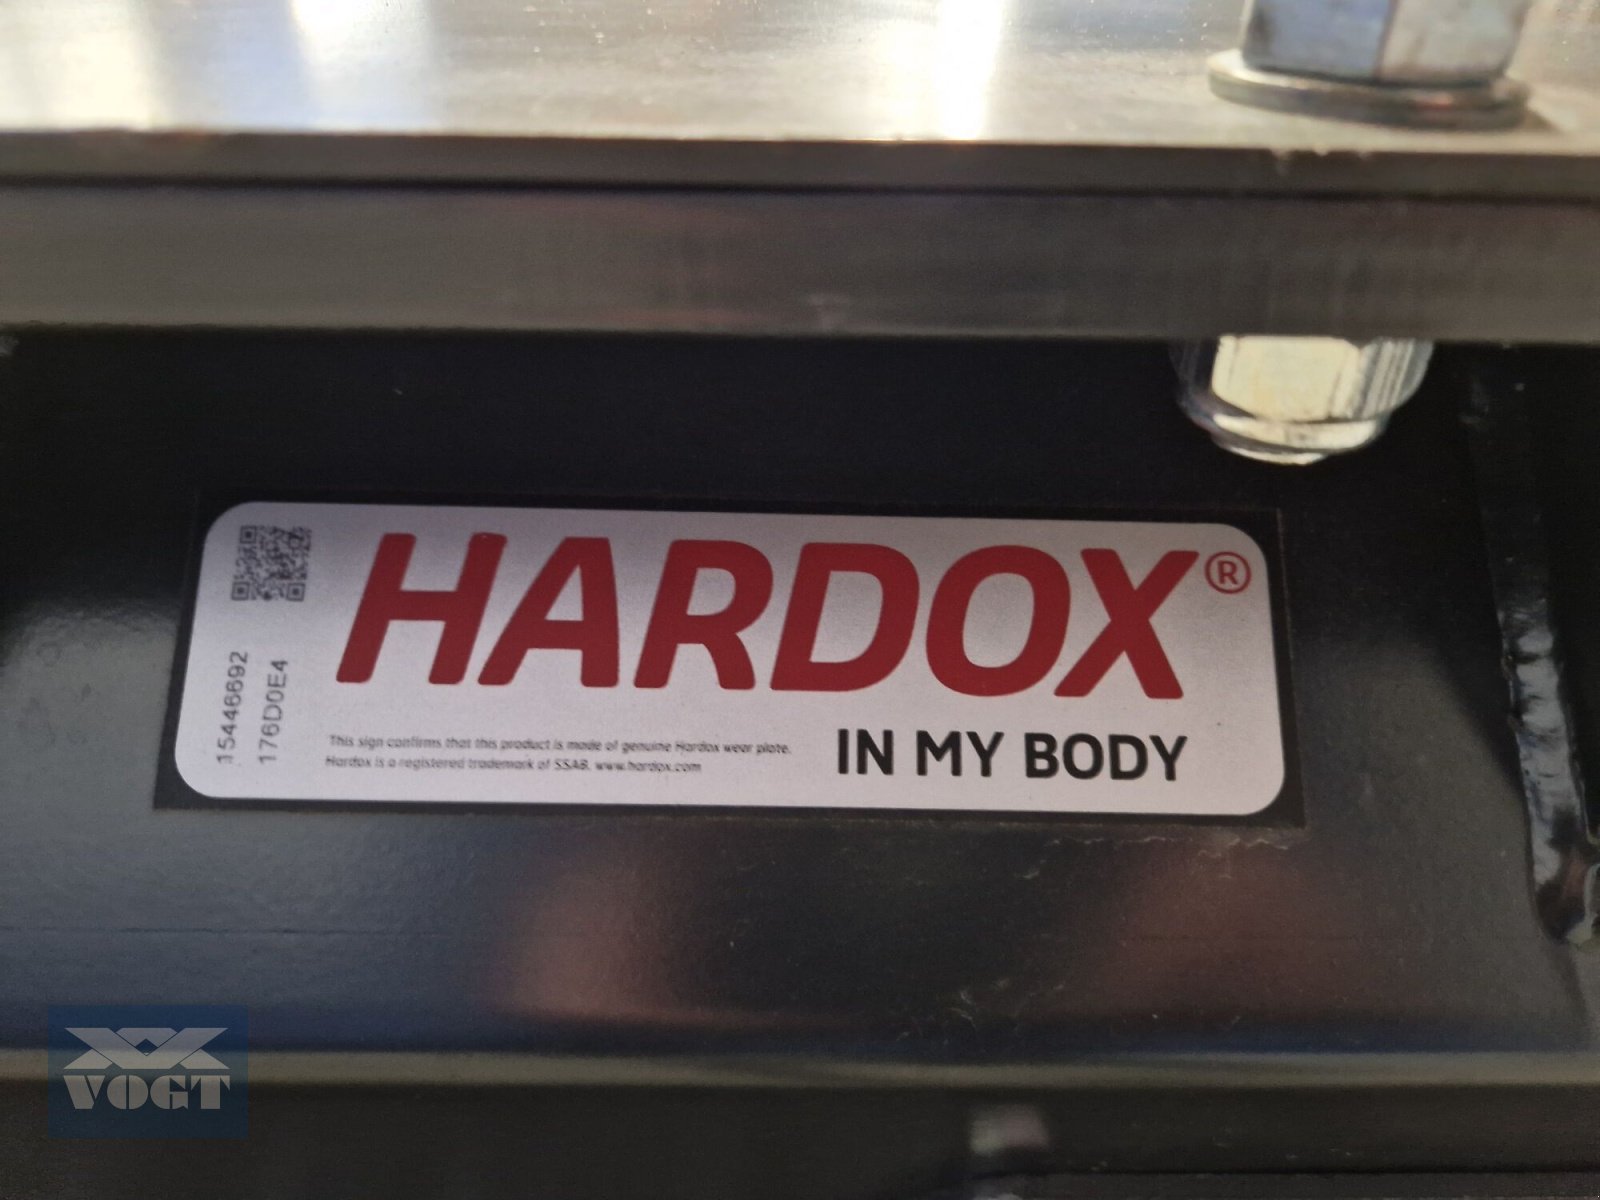 HARDOX®
IN MY BODY
This sign confirms that this product is made of genuine Hardox wear plate.
Hardox is a registered trademark of SSAB. www.hardox.com
15446692
176D0E4
VOGT